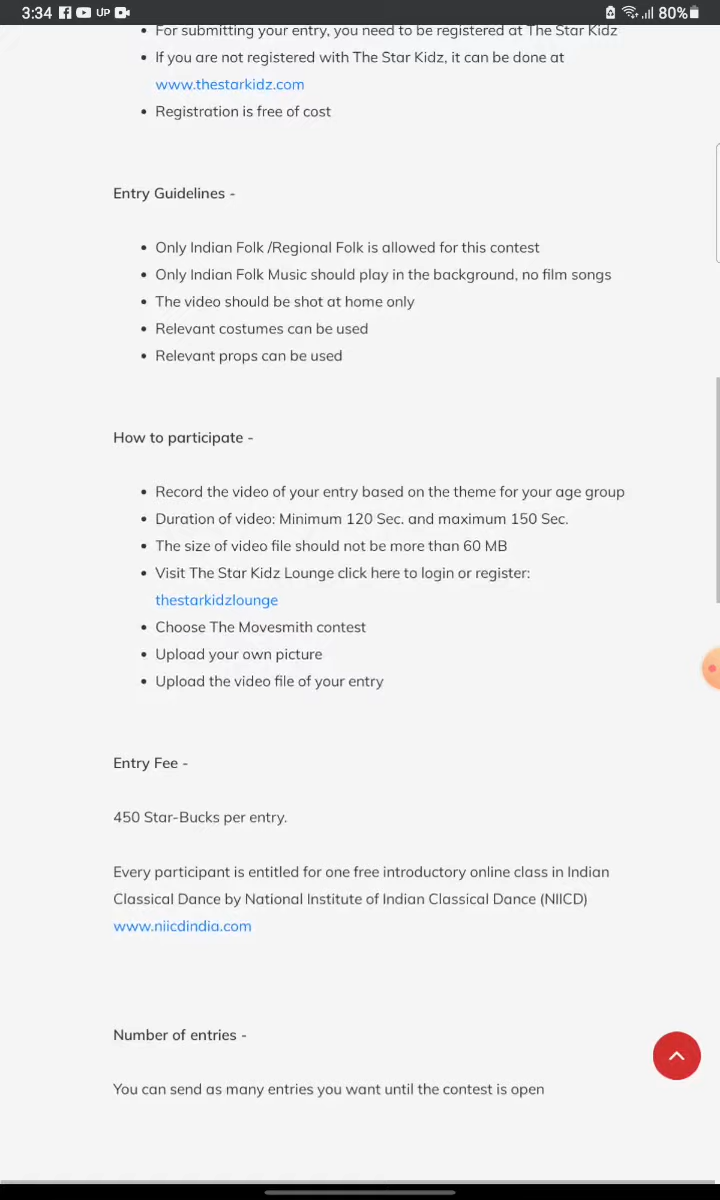 3:34 UP 80%
For submitting your entry, you need to be registered at The Star Kidz
• If you are not registered with The Star Kidz, it can be done at
www.thestarkidz.com
• Registration is free of cost
Entry Guidelines -
• Only Indian Folk /Regional Folk is allowed for this contest
• Only Indian Folk Music should play in the background, no film songs
• The video should be shot at home only
• Relevant costumes can be used
• Relevant props can be used
How to participate -
• Record the video of your entry based on the theme for your age group
• Duration of video: Minimum 120 Sec. and maximum 150 Sec.
• The size of video file should not be more than 60 MB
• Visit The Star Kidz Lounge click here to login or register:
thestarkidzlounge
• Choose The Movesmith contest
• Upload your own picture
• Upload the video file of your entry
Entry Fee -
450 Star-Bucks per entry.
Every participant is entitled for one free introductory online class in Indian
Classical Dance by National Institute of Indian Classical Dance (NIICD)
www.niicdindia.com
Number of entries -
You can send as many entries you want until the contest is open